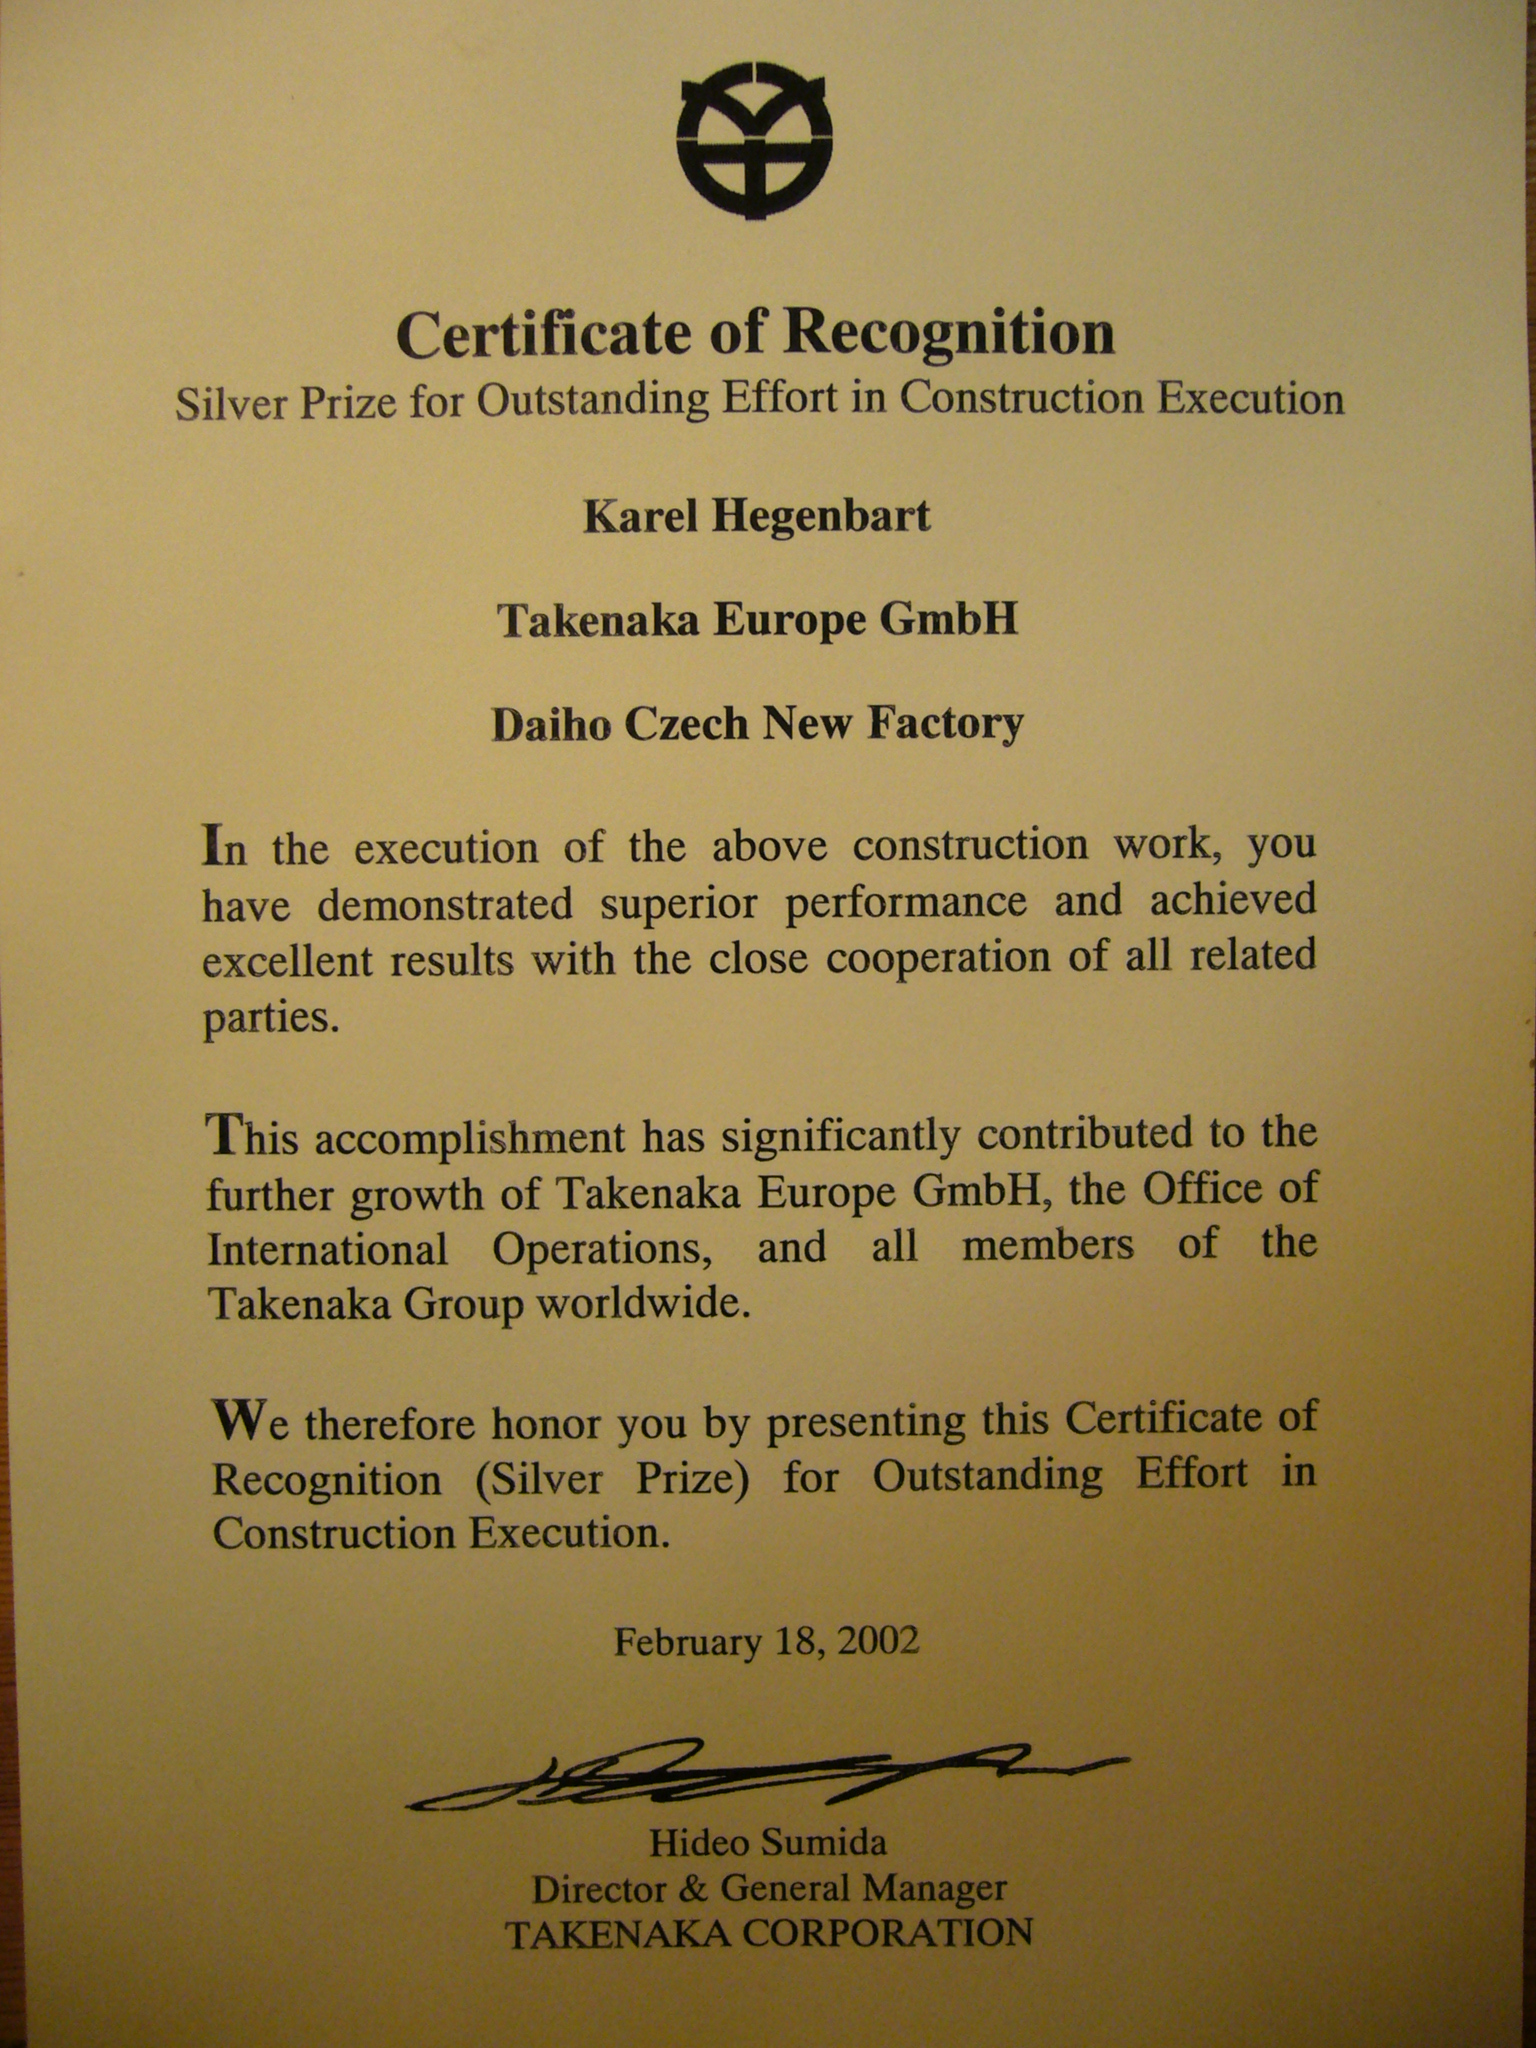 Certificate of Recognition
Silver Prize for Outstanding Effort in Construction Execution
Karel Hegenbart
Takenaka Europe GmbH
Daiho Czech New Factory
In the execution of the above construction work, you
have demonstrated superior performance and achieved
excellent results with the close cooperation of all related
parties.
This accomplishment has significantly contributed to the
further growth of Takenaka Europe GmbH, the Office of
International Operations, and all members of the
Takenaka Group worldwide.
We therefore honor you by presenting this Certificate of
Recognition (Silver Prize) for Outstanding Effort in
Construction Execution.
February 18, 2002
Hideo Sumida
Director & General Manager
TAKENAKA CORPORATION